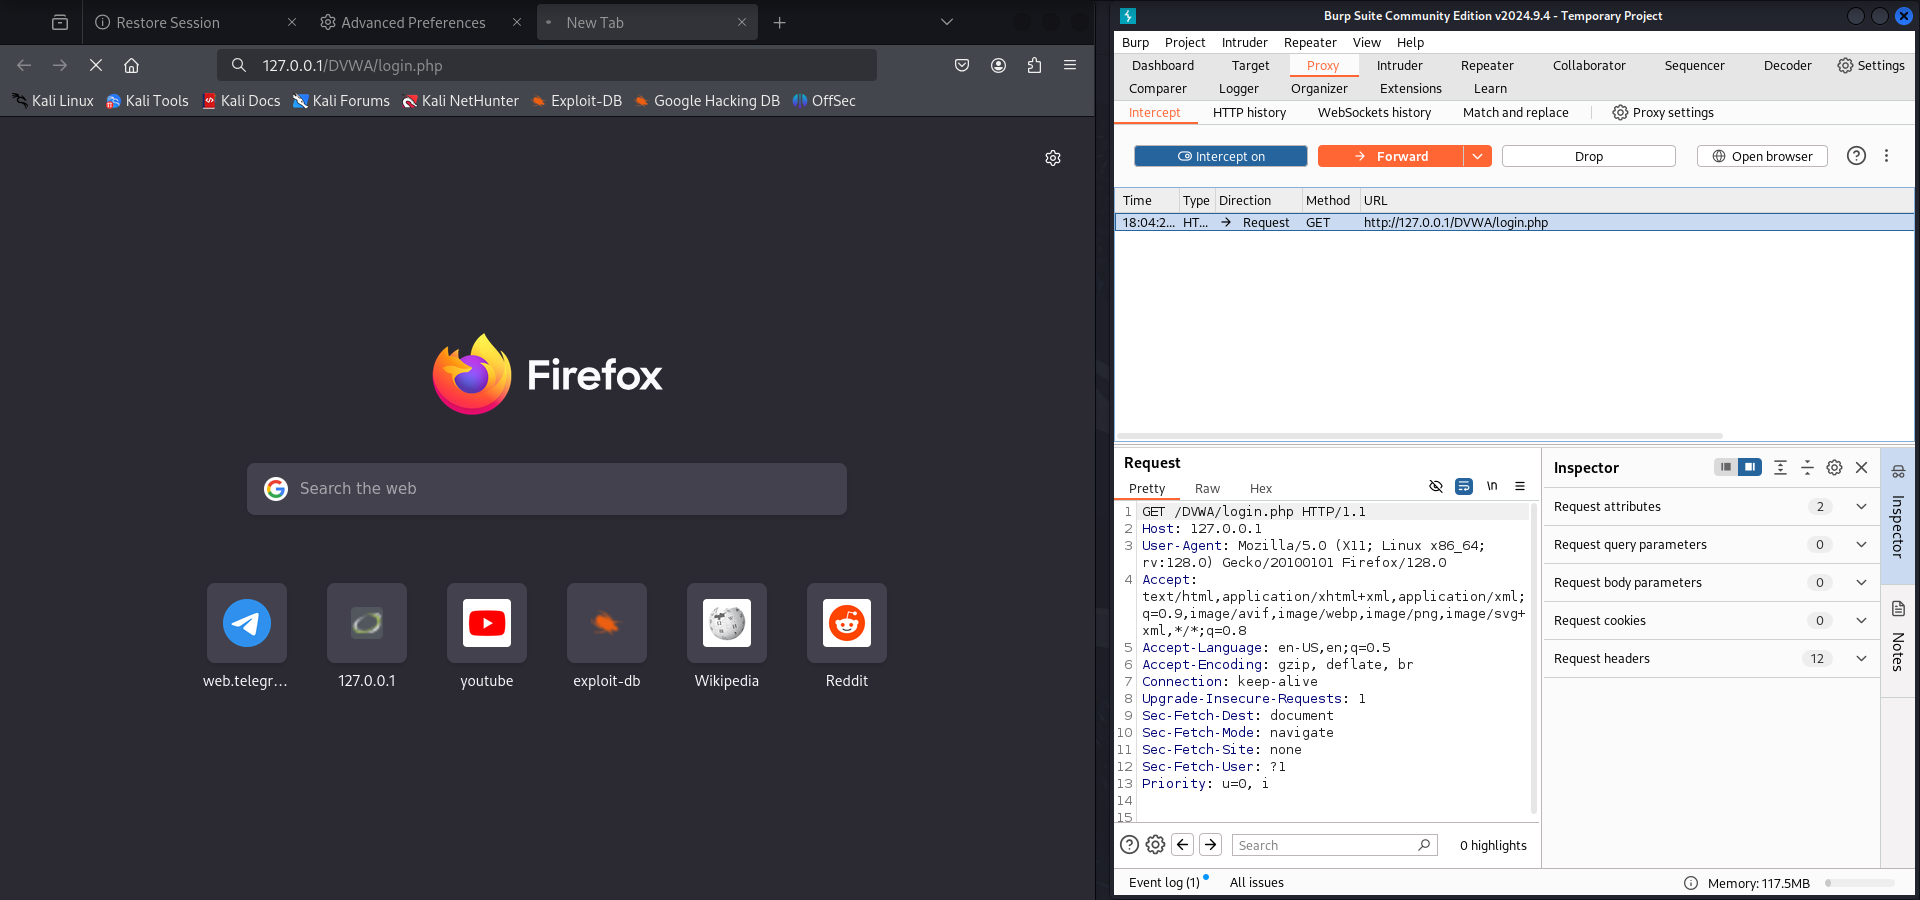 Restore Session
Advanced Preferences
New Tab
127.0.0.1/DVWA/login.php
Kali Linux
Kali Tools
Kali Docs
Kali Forums
Kali NetHunter
Exploit-DB
Google Hacking DB
OffSec
Firefox
Search the web
web.telegr...
127.0.0.1
youtube
exploit-db
Wikipedia
Reddit
Burp Suite Community Edition v2024.9.4 - Temporary Project
Burp Project Intruder Repeater View Help
Dashboard Target Proxy Intruder Repeater Collaborator Sequencer Decoder Settings
Comparer Logger Organizer Extensions Learn
Intercept HTTP history WebSockets history Match and replace Proxy settings
Intercept on Forward Drop Open browser
Time Type Direction Method URL
18:04:2... HT... Request GET http://127.0.0.1/DVWA/login.php
Request
Pretty Raw Hex \n
1 GET /DVWA/login.php HTTP/1.1
2 Host: 127.0.0.1
3 User-Agent: Mozilla/5.0 (X11; Linux x86_64;
rv:128.0) Gecko/20100101 Firefox/128.0
4 Accept:
text/html,application/xhtml+xml,application/xml;
q=0.9,image/avif,image/webp,image/png,image/svg+
xml,*/*;q=0.8
5 Accept-Language: en-US,en;q=0.5
6 Accept-Encoding: gzip, deflate, br
7 Connection: keep-alive
8 Upgrade-Insecure-Requests: 1
9 Sec-Fetch-Dest: document
10 Sec-Fetch-Mode: navigate
11 Sec-Fetch-Site: none
12 Sec-Fetch-User: ?1
13 Priority: u=0, i
14
15
Search
0 highlights
Inspector
Request attributes 2
Request query parameters 0
Request body parameters 0
Request cookies 0
Request headers 12
Inspector
Notes
Event log (1) All issues
Memory: 117.5MB